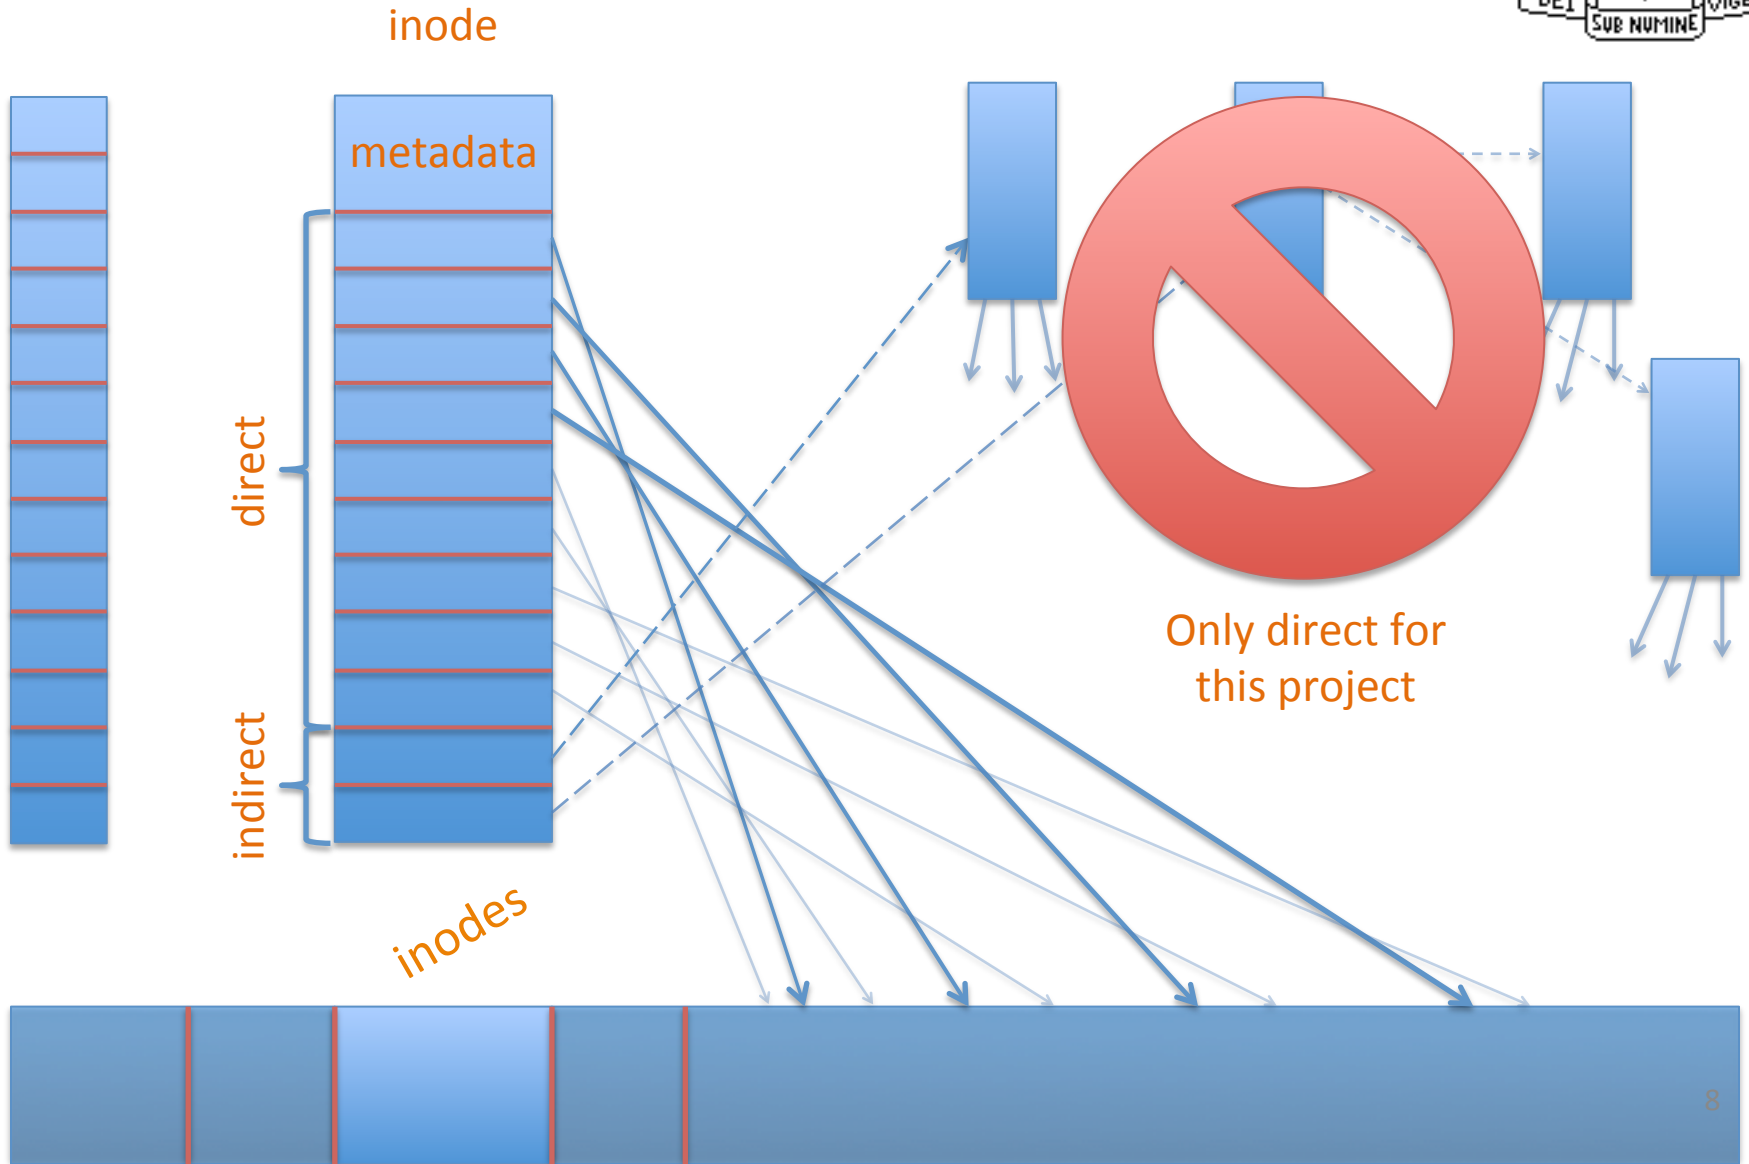 inode
SUB NUMINE
metadata
direct
indirect
Only direct for
this project
inodes
8